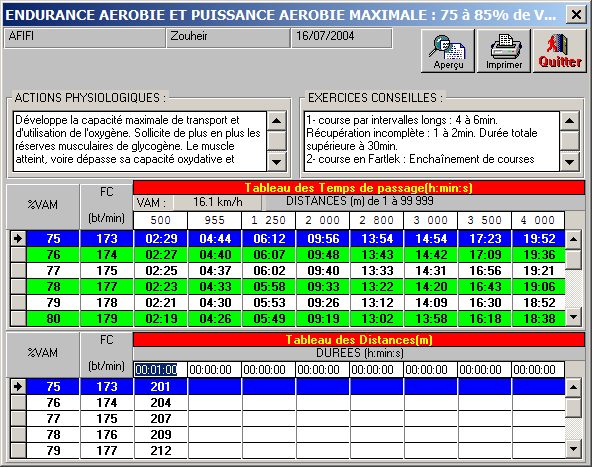 ENDURANCE AEROBIE ET PUISSANCE AEROBIE MAXIMALE : 75 à 85% de V...
AFIFI Zouheir 16/07/2004
Aperçu Imprimer Quitter
ACTIONS PHYSIOLOGIQUES :
Développe la capacité maximale de transport et
d'utilisation de l'oxygène. Sollicite de plus en plus les
réserves musculaires de glycogène. Le muscle
atteint, voire dépasse sa capacité oxydative et
EXERCICES CONSEILLES :
1- course par intervalles longs : 4 à 6min.
Récupération incomplète : 1 à 2min. Durée totale
supérieure à 30min.
2- course en Fartlek : Enchaînement de courses
Tableau des Temps de passage(h:min:s)
%VAM FC (bt/min) VAM : 16.1 km/h DISTANCES (m) de 1 à 99 999
500 955 1 250 2 000 2 800 3 000 3 500 4 000
75 173 02:29 04:44 06:12 09:56 13:54 14:54 17:23 19:52
76 174 02:27 04:40 06:07 09:48 13:43 14:42 17:09 19:36
77 175 02:25 04:37 06:02 09:40 13:33 14:31 16:56 19:21
78 177 02:23 04:33 05:58 09:33 13:22 14:20 16:43 19:06
79 178 02:21 04:30 05:53 09:26 13:12 14:09 16:30 18:52
80 179 02:19 04:26 05:49 09:19 13:02 13:58 16:18 18:38
Tableau des Distances(m)
%VAM FC (bt/min) DUREES (h:min:s)
00:01:00 00:00:00 00:00:00 00:00:00 00:00:00 00:00:00 00:00:00 00:00:00
75 173 201
76 174 204
77 175 207
78 176 209
79 177 212